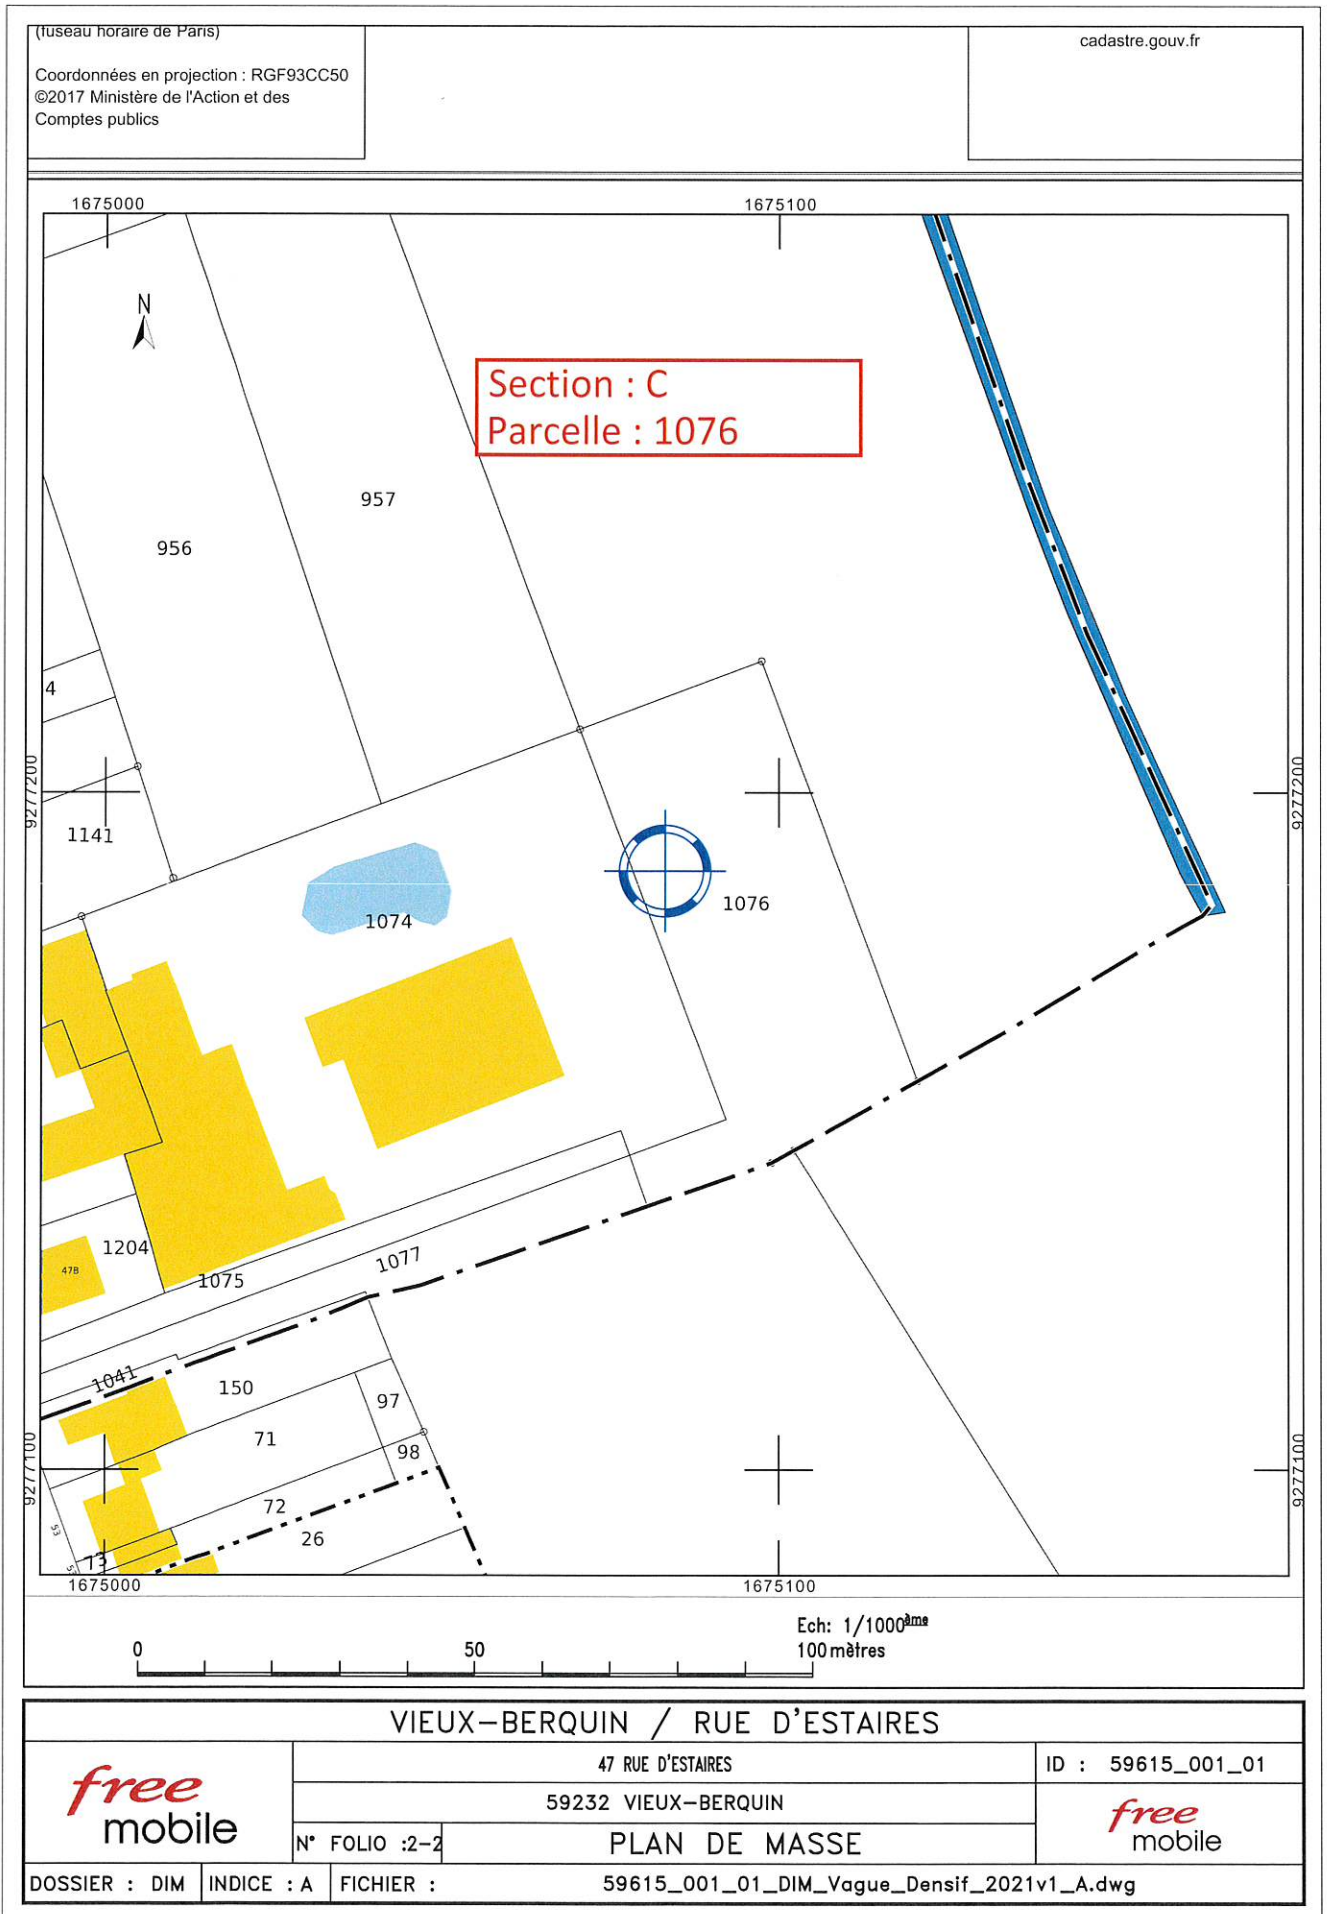 (fuseau horaire de Paris)
Coordonnées en projection : RGF93CC50
©2017 Ministère de l'Action et des
Comptes publics
cadastre.gouv.fr
1675000
1675100
N
Section : C
Parcelle : 1076
957
956
4
9277200
9277200
1141
1074
1076
1204
47B
1075
1077
1041
150
97
71
98
9277100
9277100
72
26
53
53
73
1675000
1675100
Ech: 1/1000ème
0
50
100 mètres
VIEUX-BERQUIN / RUE D'ESTAIRES
free
mobile
47 RUE D'ESTAIRES
ID : 59615_001_01
59232 VIEUX-BERQUIN
free
mobile
N° FOLIO :2-2
PLAN DE MASSE
DOSSIER : DIM
INDICE : A
FICHIER :
59615_001_01_DIM_Vague_Densif_2021v1_A.dwg